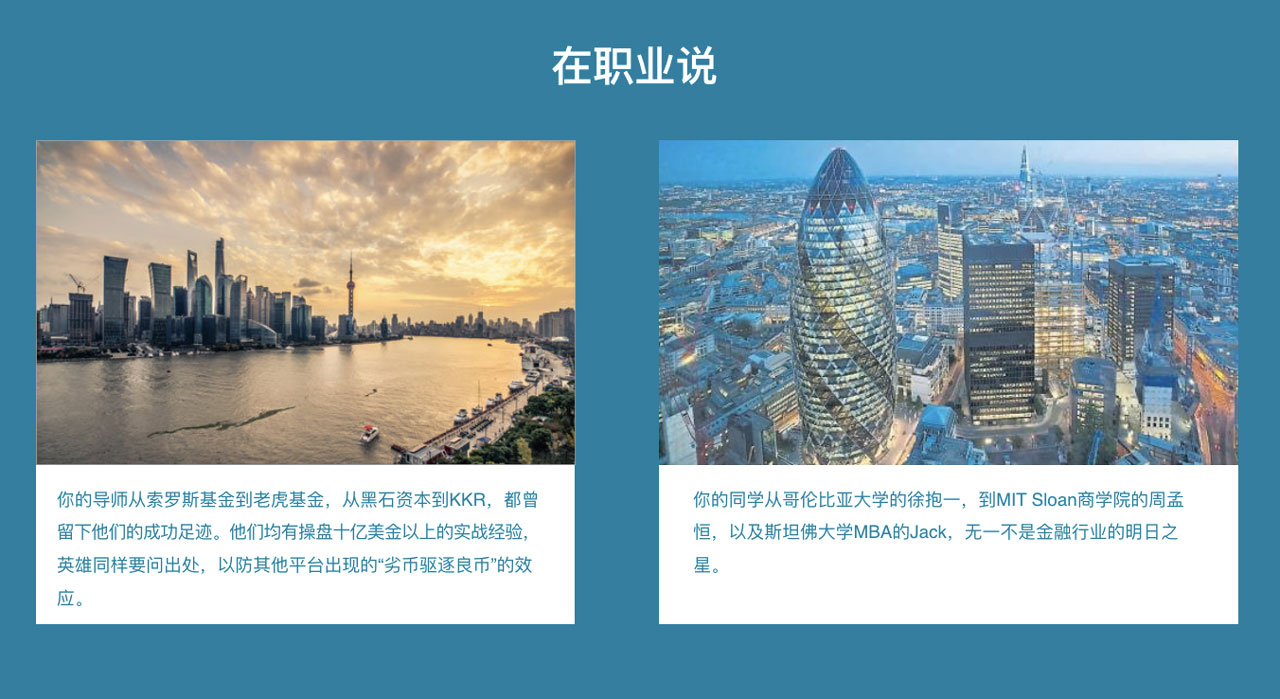 在职业说
你的导师从索罗斯基金到老虎基金，从黑石资本到KKR，都曾
留下他们的成功足迹。他们均有操盘十亿美金以上的实战经验，
英雄同样要问出处，以防其他平台出现的“劣币驱逐良币”的效
应。
你的同学从哥伦比亚大学的徐抱一，到MIT Sloan商学院的周孟
恒，以及斯坦佛大学MBA的Jack，无一不是金融行业的明日之
星。